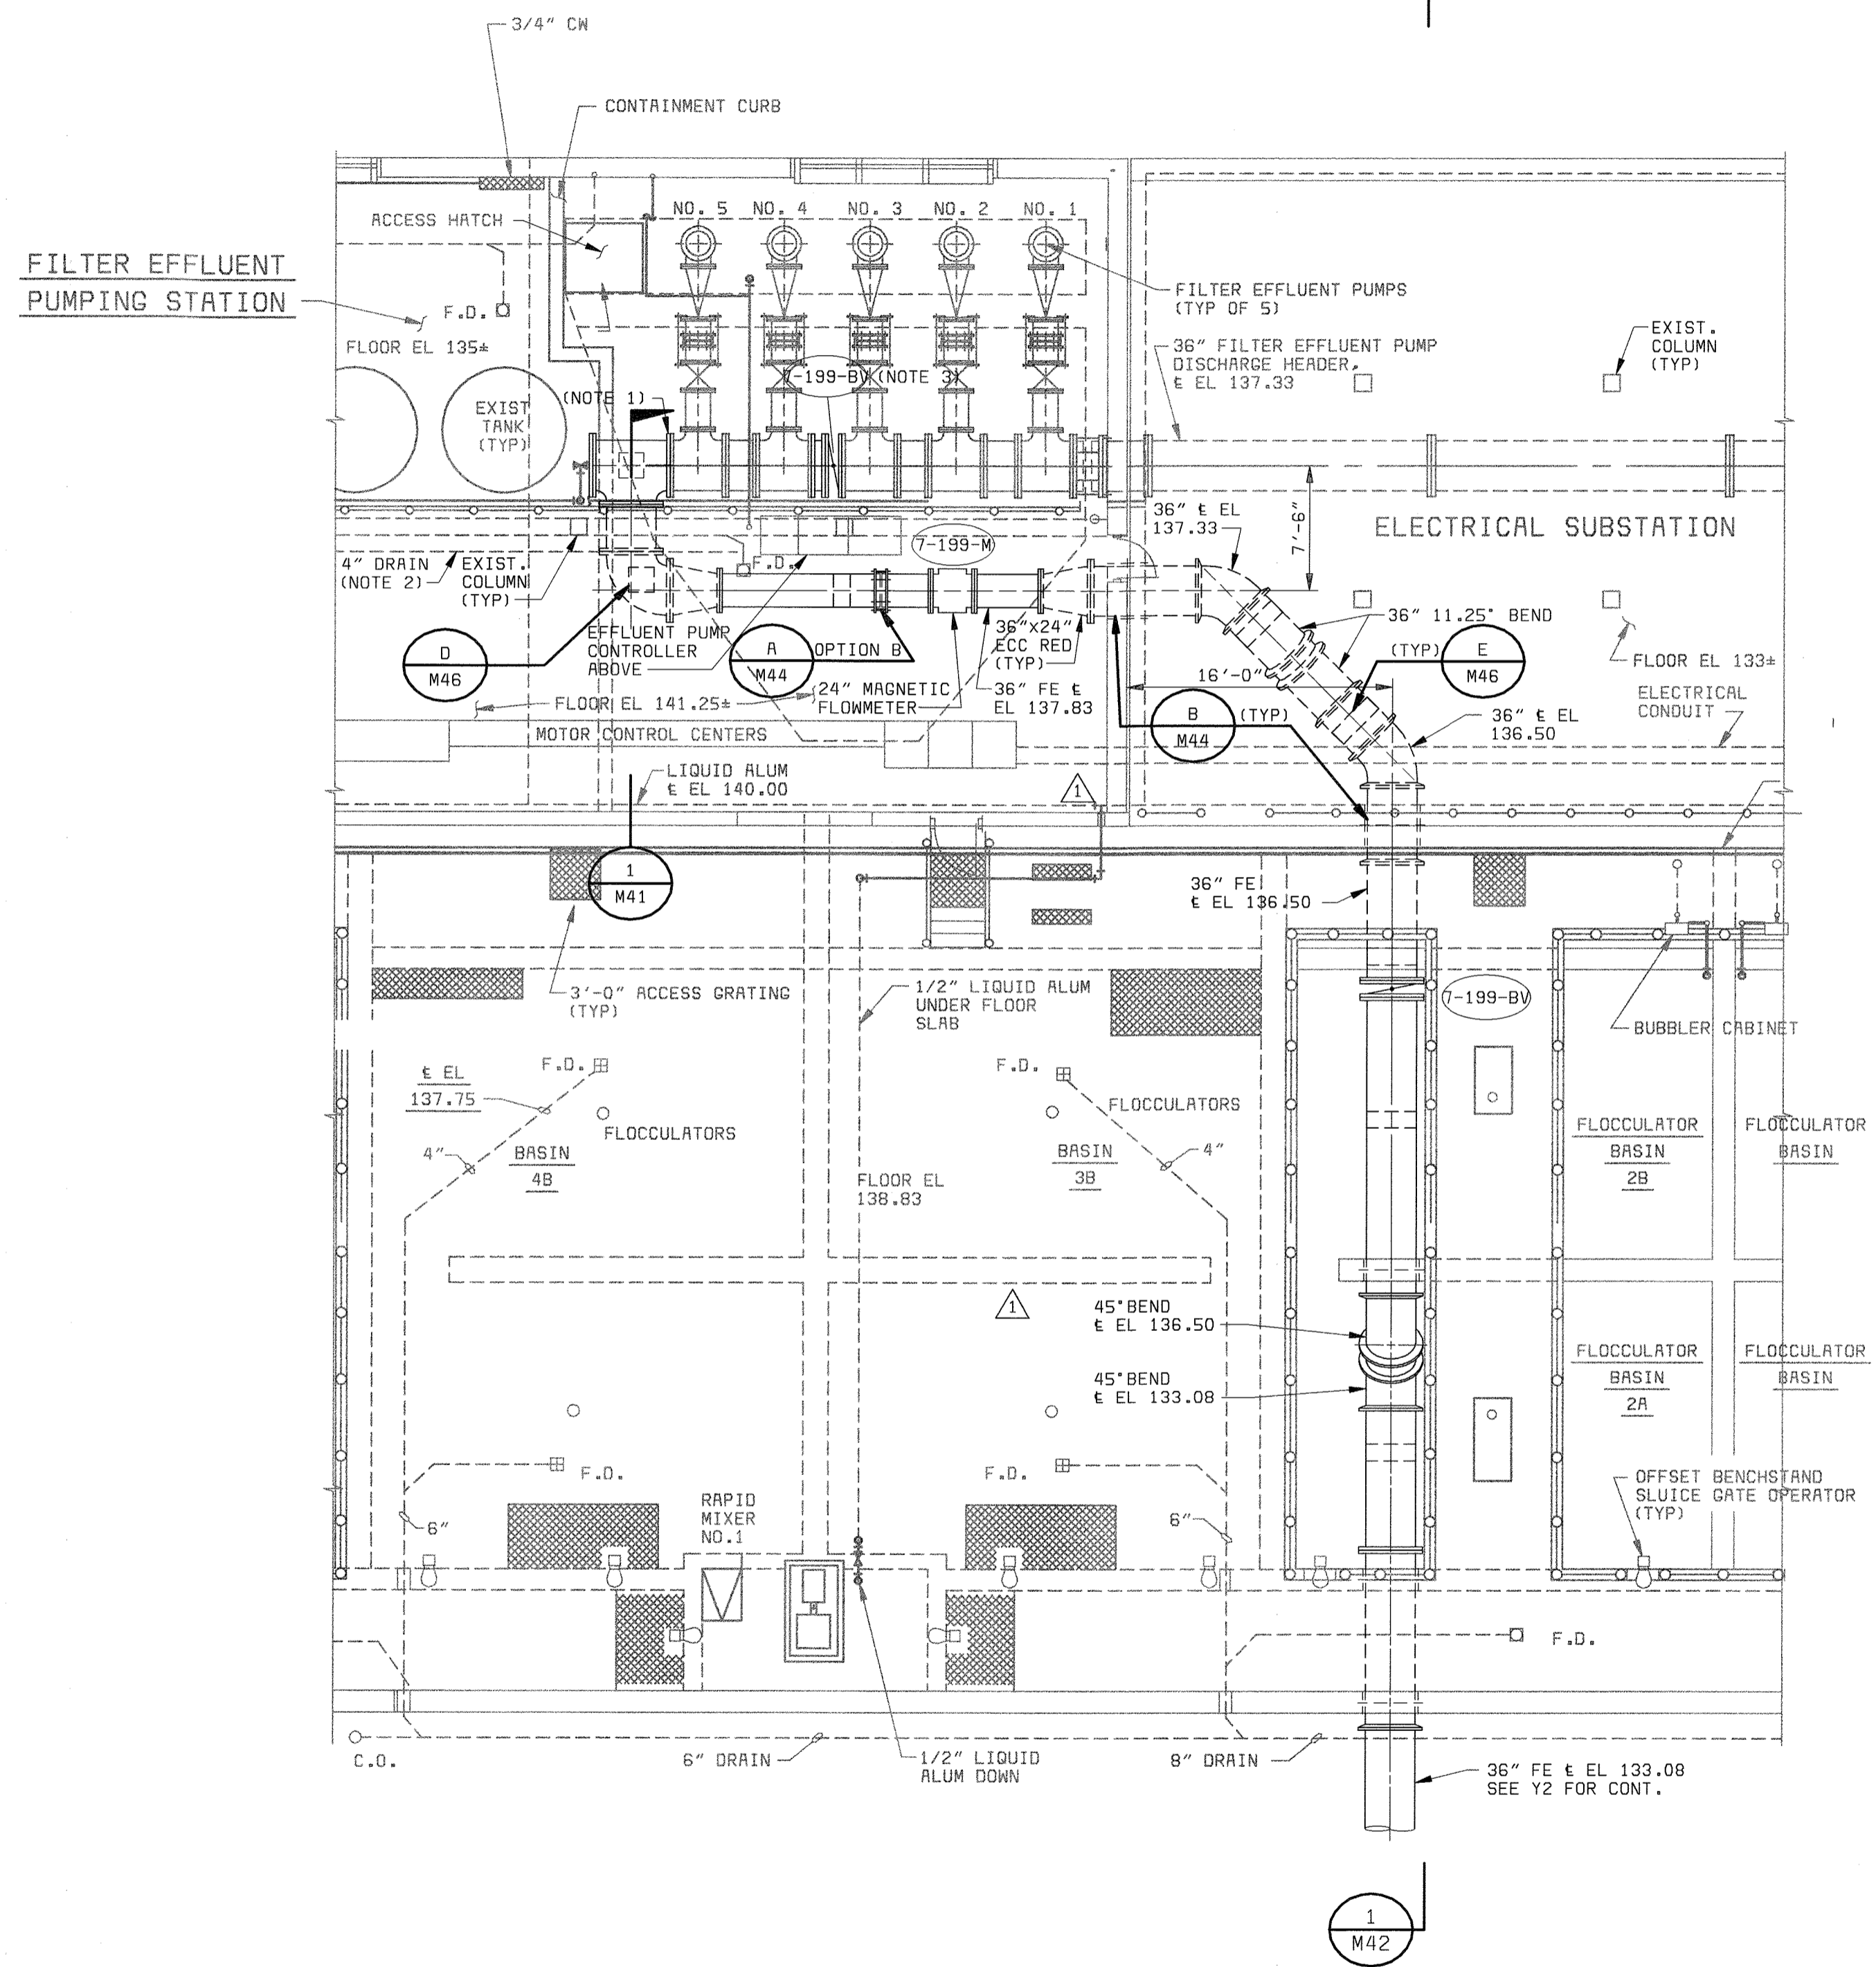 3/4" CW
CONTAINMENT CURB
ACCESS HATCH
NO. 5
NO. 4
NO. 3
NO. 2
NO. 1
FILTER EFFLUENT
PUMPING STATION
F.D.
FLOOR EL 135±
FILTER EFFLUENT PUMPS
(TYP OF 5)
36" FILTER EFFLUENT PUMP
DISCHARGE HEADER,
℄ EL 137.33
EXIST.
COLUMN
(TYP)
7-199-BV (NOTE 3)
(NOTE 1)
EXIST
TANK
(TYP)
36" ℄ EL
137.33
7'-6"
ELECTRICAL SUBSTATION
7-199-M
4" DRAIN
(NOTE 2)
EXIST.
COLUMN
(TYP)
F.D.
D
M46
EFFLUENT PUMP
CONTROLLER
ABOVE
A
M44
OPTION B
36"x24"
ECC RED
(TYP)
36" 11.25° BEND
(TYP)
E
M46
FLOOR EL 133±
16'-0"
FLOOR EL 141.25±
24" MAGNETIC
FLOWMETER
36" FE ℄
EL 137.83
B
M44
(TYP)
36" ℄ EL
136.50
ELECTRICAL
CONDUIT
MOTOR CONTROL CENTERS
LIQUID ALUM
℄ EL 140.00
1
1
M41
36" FE
℄ EL 136.50
3'-0" ACCESS GRATING
(TYP)
1/2" LIQUID ALUM
UNDER FLOOR
SLAB
7-199-BV
BUBBLER CABINET
F.D.
F.D.
℄ EL
137.75
FLOCCULATORS
FLOCCULATORS
4"
BASIN
4B
BASIN
3B
4"
FLOOR EL
138.83
FLOCCULATOR
BASIN
2B
FLOCCULATOR
BASIN
1
45°BEND
℄ EL 136.50
45°BEND
℄ EL 133.08
FLOCCULATOR
BASIN
2A
FLOCCULATOR
BASIN
F.D.
F.D.
RAPID
MIXER
NO.1
6"
6"
OFFSET BENCHSTAND
SLUICE GATE OPERATOR
(TYP)
F.D.
C.O.
6" DRAIN
1/2" LIQUID
ALUM DOWN
8" DRAIN
36" FE ℄ EL 133.08
SEE Y2 FOR CONT.
1
M42